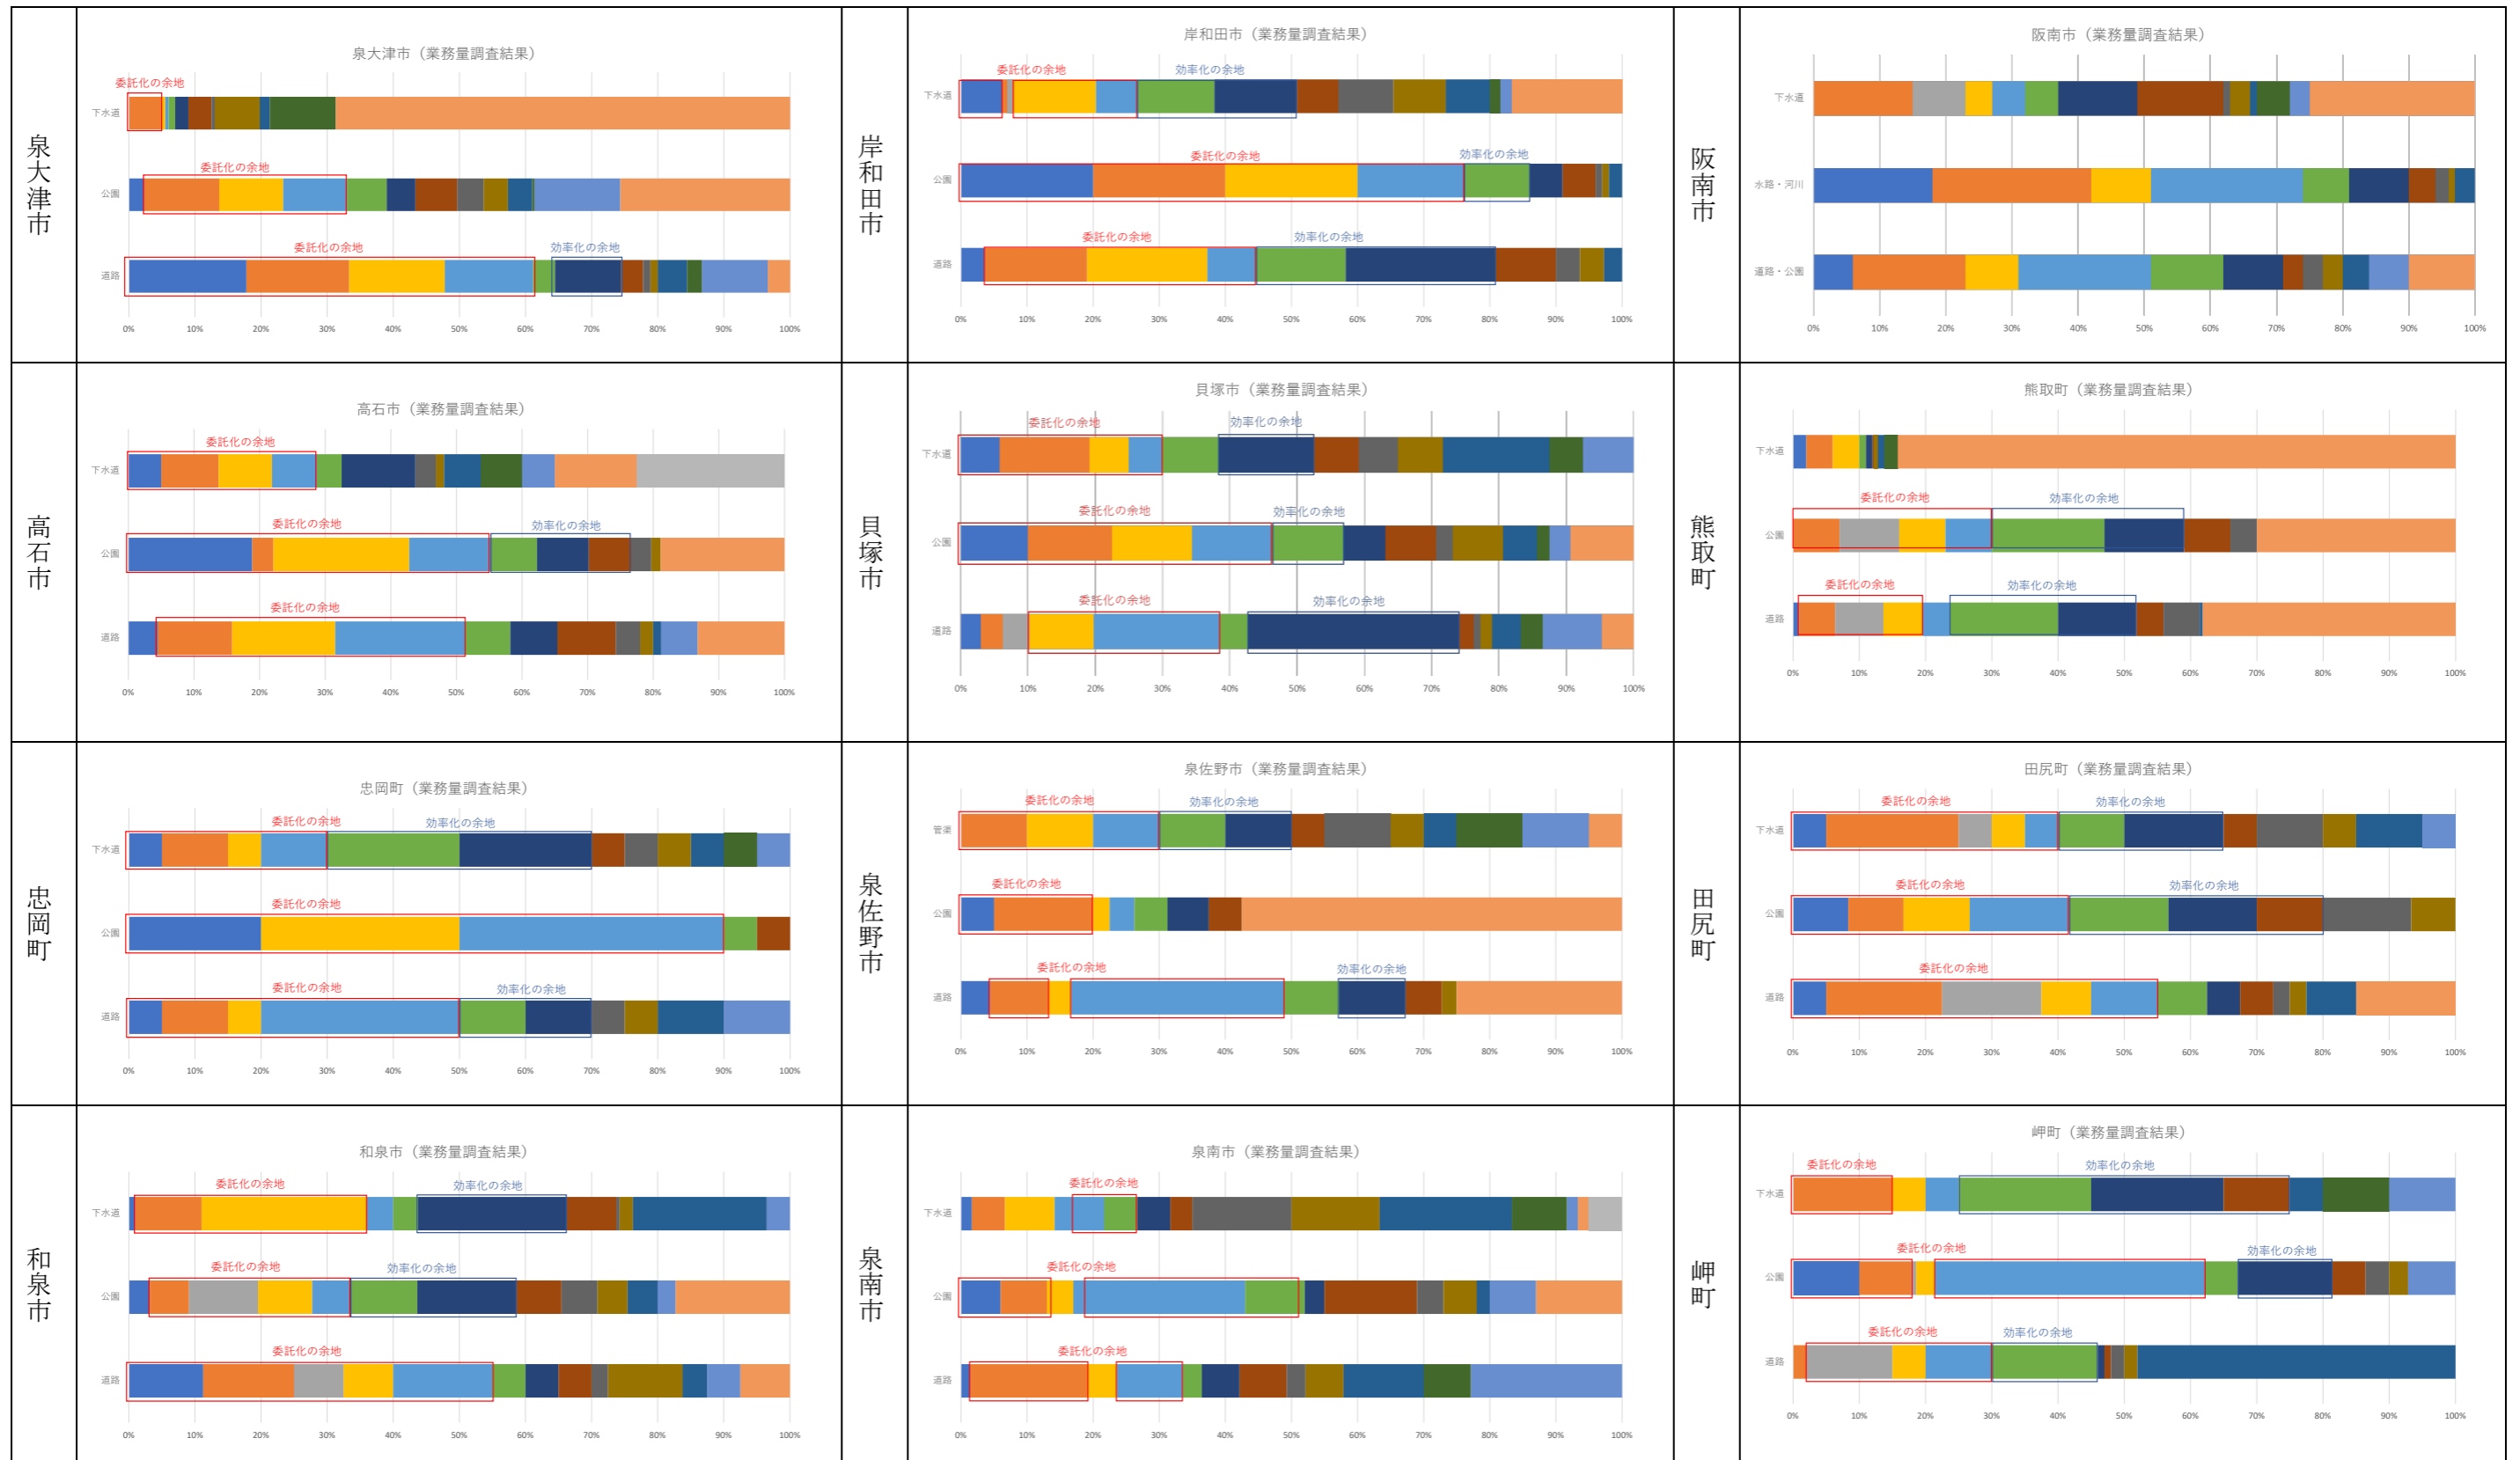 泉大津市
泉大津市（業務量調査結果）
委託化の余地
下水道
委託化の余地
公園
委託化の余地
効率化の余地
道路
0% 10% 20% 30% 40% 50% 60% 70% 80% 90% 100%
岸和田市
岸和田市（業務量調査結果）
委託化の余地
効率化の余地
下水道
委託化の余地
効率化の余地
公園
委託化の余地
効率化の余地
道路
0% 10% 20% 30% 40% 50% 60% 70% 80% 90% 100%
阪南市
阪南市（業務量調査結果）
下水道
水路・河川
道路・公園
0% 10% 20% 30% 40% 50% 60% 70% 80% 90% 100%
高石市
高石市（業務量調査結果）
委託化の余地
下水道
委託化の余地
効率化の余地
公園
委託化の余地
道路
0% 10% 20% 30% 40% 50% 60% 70% 80% 90% 100%
貝塚市
貝塚市（業務量調査結果）
委託化の余地
効率化の余地
下水道
委託化の余地
効率化の余地
公園
委託化の余地
効率化の余地
道路
0% 10% 20% 30% 40% 50% 60% 70% 80% 90% 100%
熊取町
熊取町（業務量調査結果）
下水道
委託化の余地
効率化の余地
公園
委託化の余地
効率化の余地
道路
0% 10% 20% 30% 40% 50% 60% 70% 80% 90% 100%
忠岡町
忠岡町（業務量調査結果）
委託化の余地
効率化の余地
下水道
委託化の余地
公園
委託化の余地
効率化の余地
道路
0% 10% 20% 30% 40% 50% 60% 70% 80% 90% 100%
泉佐野市
泉佐野市（業務量調査結果）
委託化の余地
効率化の余地
管渠
委託化の余地
公園
委託化の余地
効率化の余地
道路
0% 10% 20% 30% 40% 50% 60% 70% 80% 90% 100%
田尻町
田尻町（業務量調査結果）
委託化の余地
効率化の余地
下水道
委託化の余地
効率化の余地
公園
委託化の余地
道路
0% 10% 20% 30% 40% 50% 60% 70% 80% 90% 100%
和泉市
和泉市（業務量調査結果）
委託化の余地
効率化の余地
下水道
委託化の余地
効率化の余地
公園
委託化の余地
道路
0% 10% 20% 30% 40% 50% 60% 70% 80% 90% 100%
泉南市
泉南市（業務量調査結果）
委託化の余地
下水道
委託化の余地
公園
委託化の余地
道路
0% 10% 20% 30% 40% 50% 60% 70% 80% 90% 100%
岬町
岬町（業務量調査結果）
委託化の余地
効率化の余地
下水道
委託化の余地
効率化の余地
公園
委託化の余地
効率化の余地
道路
0% 10% 20% 30% 40% 50% 60% 70% 80% 90% 100%